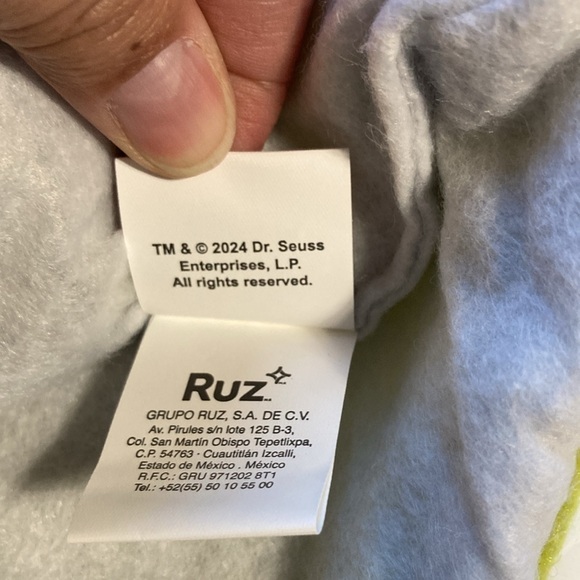 TM & © 2024 Dr. Seuss
Enterprises, L.P.
All rights reserved.
Ruz
GRUPO RUZ, S.A. DE C.V.
Av. Pirules s/n lote 125 B-3,
Col. San Martín Obispo Tepetlixpa,
C.P. 54763 - Cuautitlán Izcalli,
Estado de México . México
R.F.C.: GRU 971202 8T1
Tel.: +52(55) 50 10 55 00